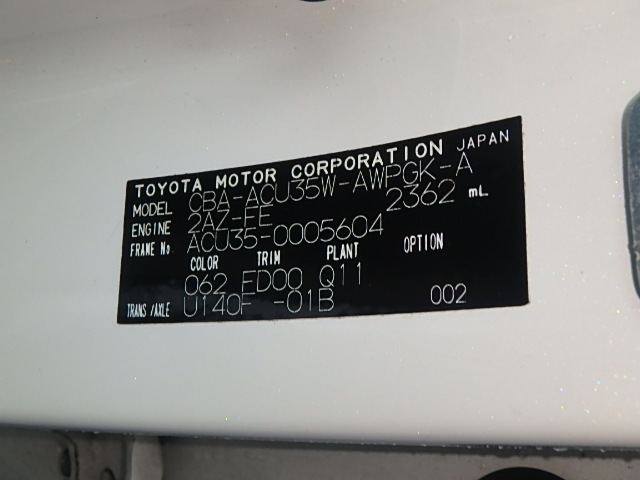 TOYOTA MOTOR CORPORATION JAPAN
MODEL CBA-ACU35W-AWPGK-A
ENGINE 2AZ-FE 2362 mL
FRAME No. ACU35-0005604
COLOR TRIM PLANT OPTION
062 ED00 Q11
TRANS/AXLE U140F -01B 002